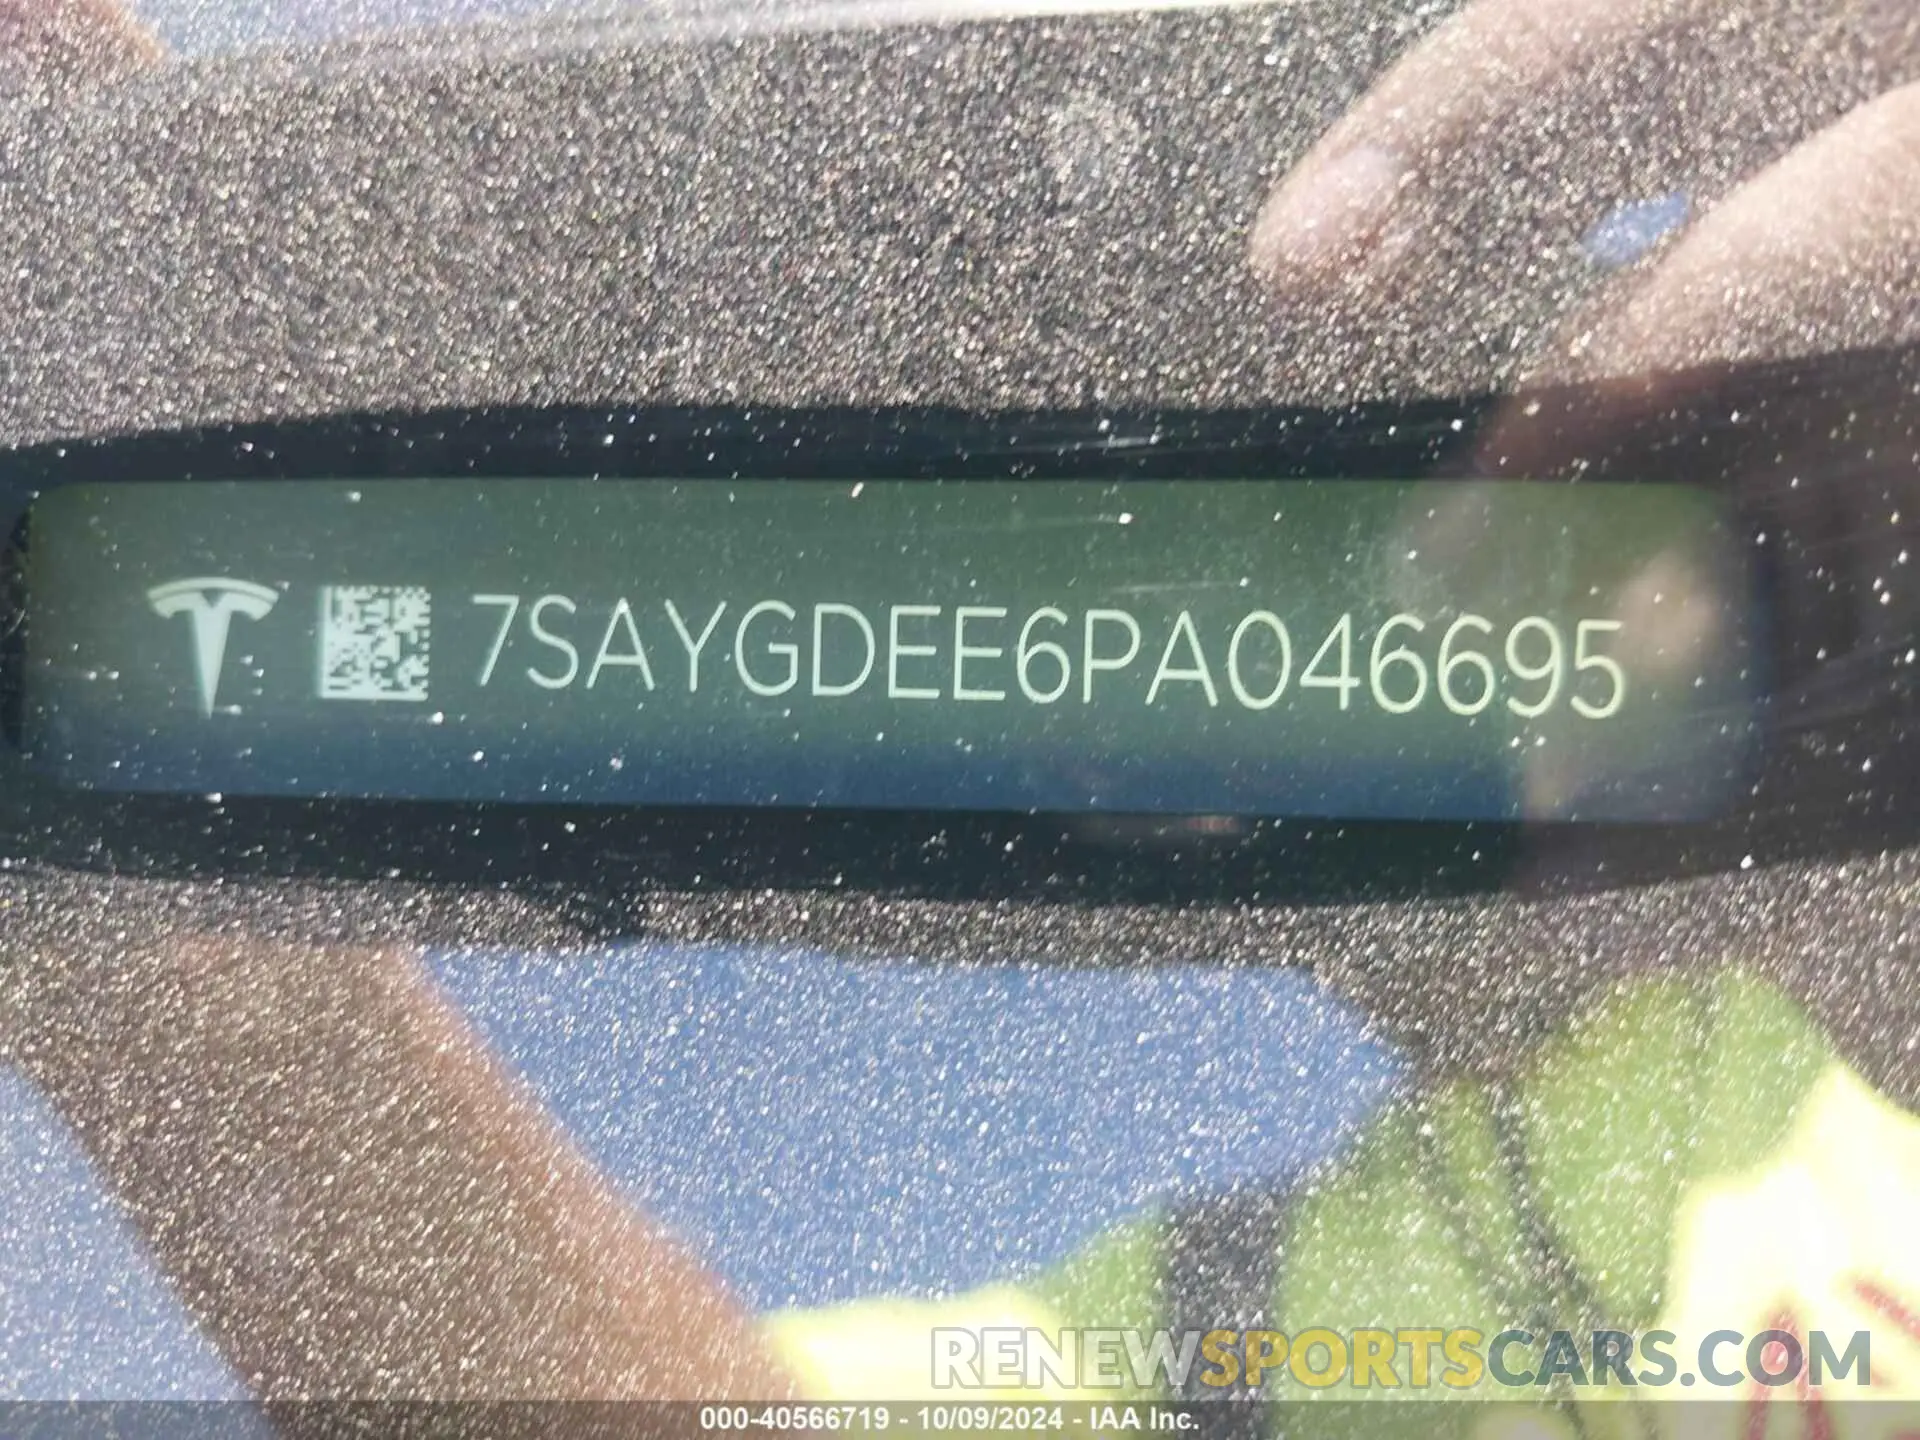 7SAYGDEE6PA046695
RENEWSPORTSCARS.COM
000-40566719 - 10/09/2024 - IAA Inc.